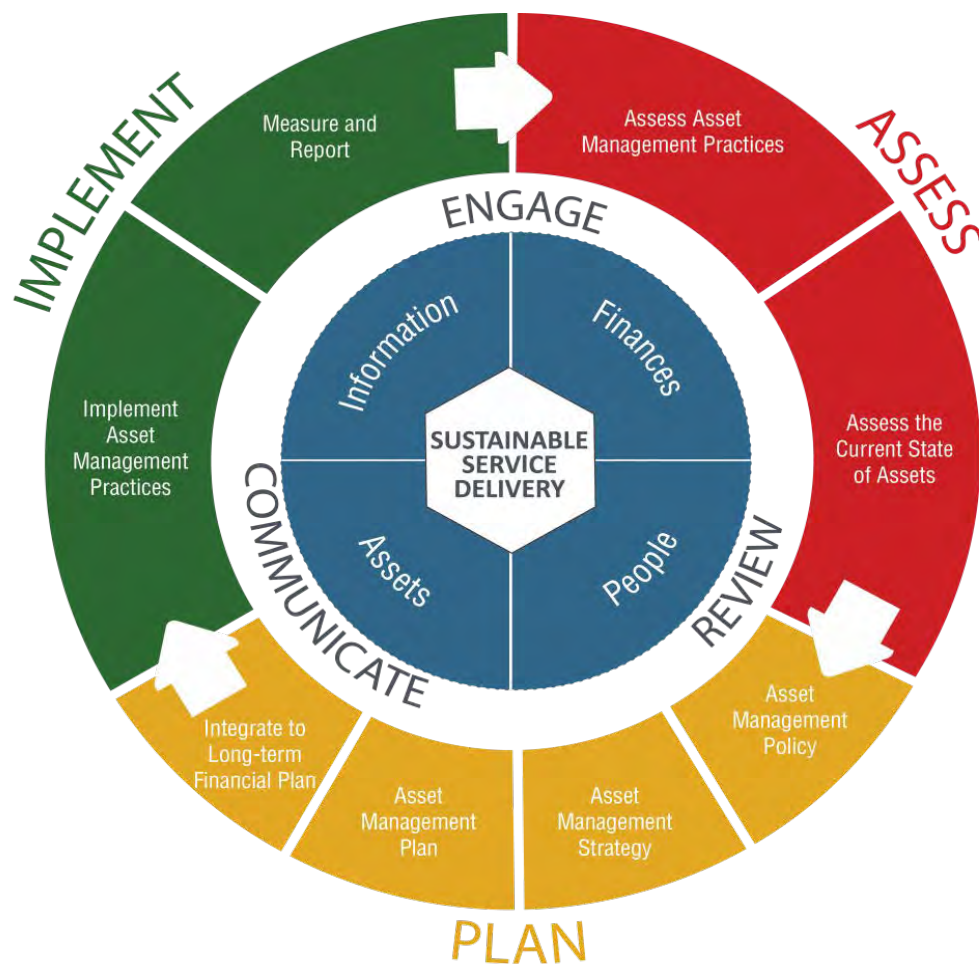 IMPLEMENT
ASSESS
PLAN
Measure and
Report
Assess Asset
Management Practices
Assess the
Current State
of Assets
Asset
Management
Policy
Asset
Management
Strategy
Asset
Management
Plan
Integrate to
Long-term
Financial Plan
Implement
Asset
Management
Practices
ENGAGE
REVIEW
COMMUNICATE
Information
Finances
People
Assets
SUSTAINABLE
SERVICE
DELIVERY